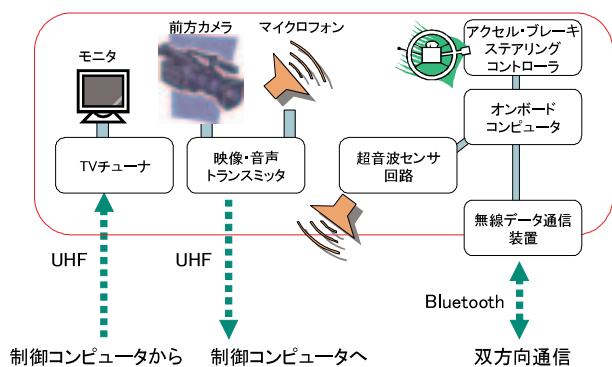 前方カメラ
マイクロフォン
アクセル・ブレーキ
ステアリング
コントローラ
モニタ
オンボード
コンピュータ
TVチューナ
映像・音声
トランスミッタ
超音波センサ
回路
無線データ通信
装置
UHF
UHF
Bluetooth
制御コンピュータから
制御コンピュータへ
双方向通信